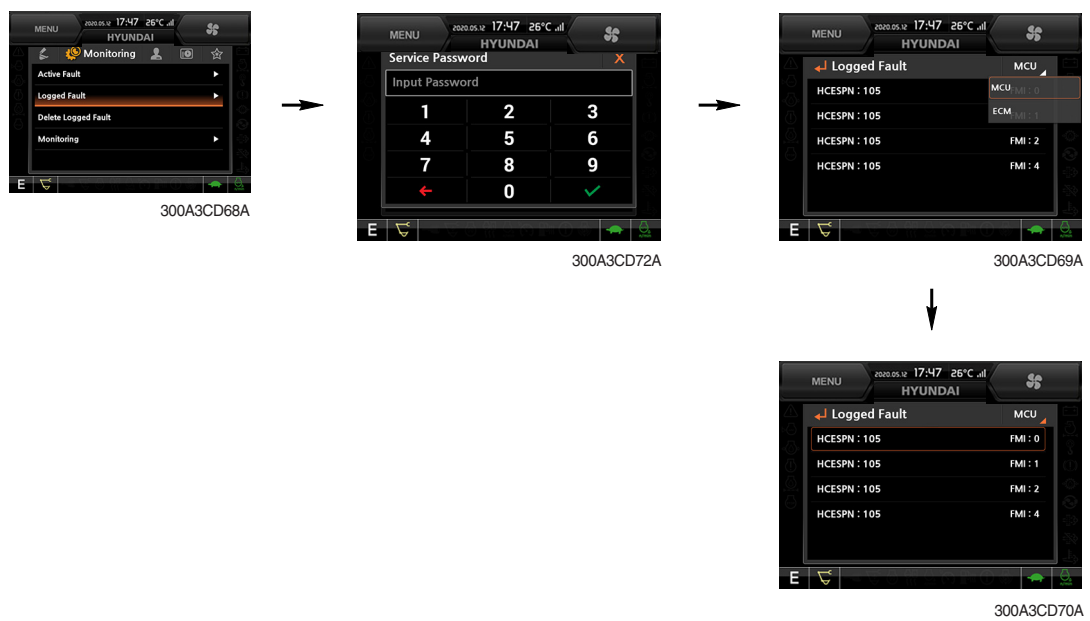 MENU 2020.05.12 17:47 26°C
HYUNDAI
Monitoring
Active Fault
Logged Fault
Delete Logged Fault
Monitoring
E
300A3CD68A
MENU 2020.05.12 17:47 26°C
HYUNDAI
Service Password X
Input Password
1 2 3
4 5 6
7 8 9
0
E
300A3CD72A
MENU 2020.05.12 17:47 26°C
HYUNDAI
Logged Fault MCU
HCESPN : 105 FMI : 0
MCU
HCESPN : 105 FMI : 1
ECM
HCESPN : 105 FMI : 2
HCESPN : 105 FMI : 4
E
300A3CD69A
MENU 2020.05.12 17:47 26°C
HYUNDAI
Logged Fault MCU
HCESPN : 105 FMI : 0
HCESPN : 105 FMI : 1
HCESPN : 105 FMI : 2
HCESPN : 105 FMI : 4
E
300A3CD70A